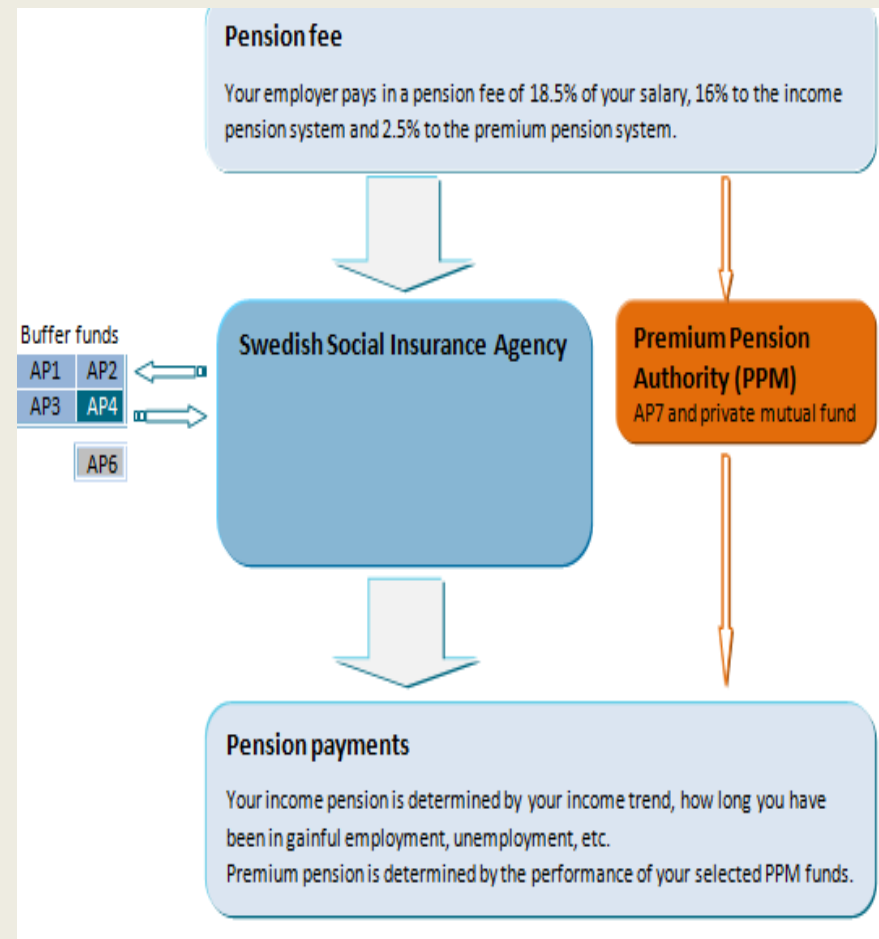 Pension fee
Your employer pays in a pension fee of 18.5% of your salary, 16% to the income
pension system and 2.5% to the premium pension system.
Buffer funds
AP1 AP2
AP3 AP4
AP6
Swedish Social Insurance Agency
Premium Pension
Authority (PPM)
AP7 and private mutual fund
Pension payments
Your income pension is determined by your income trend, how long you have
been in gainful employment, unemployment, etc.
Premium pension is determined by the performance of your selected PPM funds.